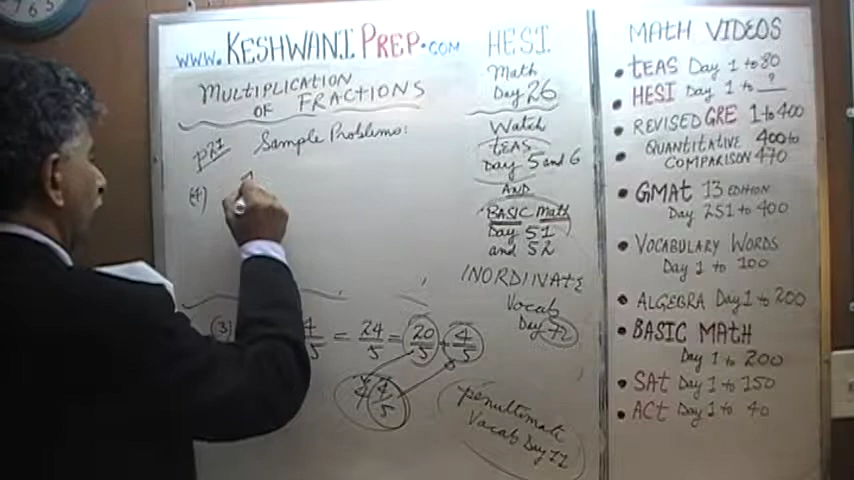 www.KESHWANIPREP.com
MULTIPLICATION
OF FRACTIONS
p21 Sample Problems:
(4)
(3) 4/5 = 24/5 = 20/5 + 4/5
4 4/5
HESI
Math
Day 26
Watch
TEAS
Day 5 and 6
AND
BASIC Math
Day 51
and 52
INORDINATE
Vocab
Day 72
penultimate
Vocab Day
MATH VIDEOS
• TEAS Day 1 to 80
• HESI Day 1 to ?
• REVISED GRE 1 to 400
• QUANTITATIVE 400 to
COMPARISON 470
• GMAT 13 EDITION
Day 251 to 400
• VOCABULARY WORDS
Day 1 to 100
• ALGEBRA Day 1 to 200
• BASIC MATH
Day 1 to 200
• SAT Day 1 to 150
• ACT Day 1 to 40